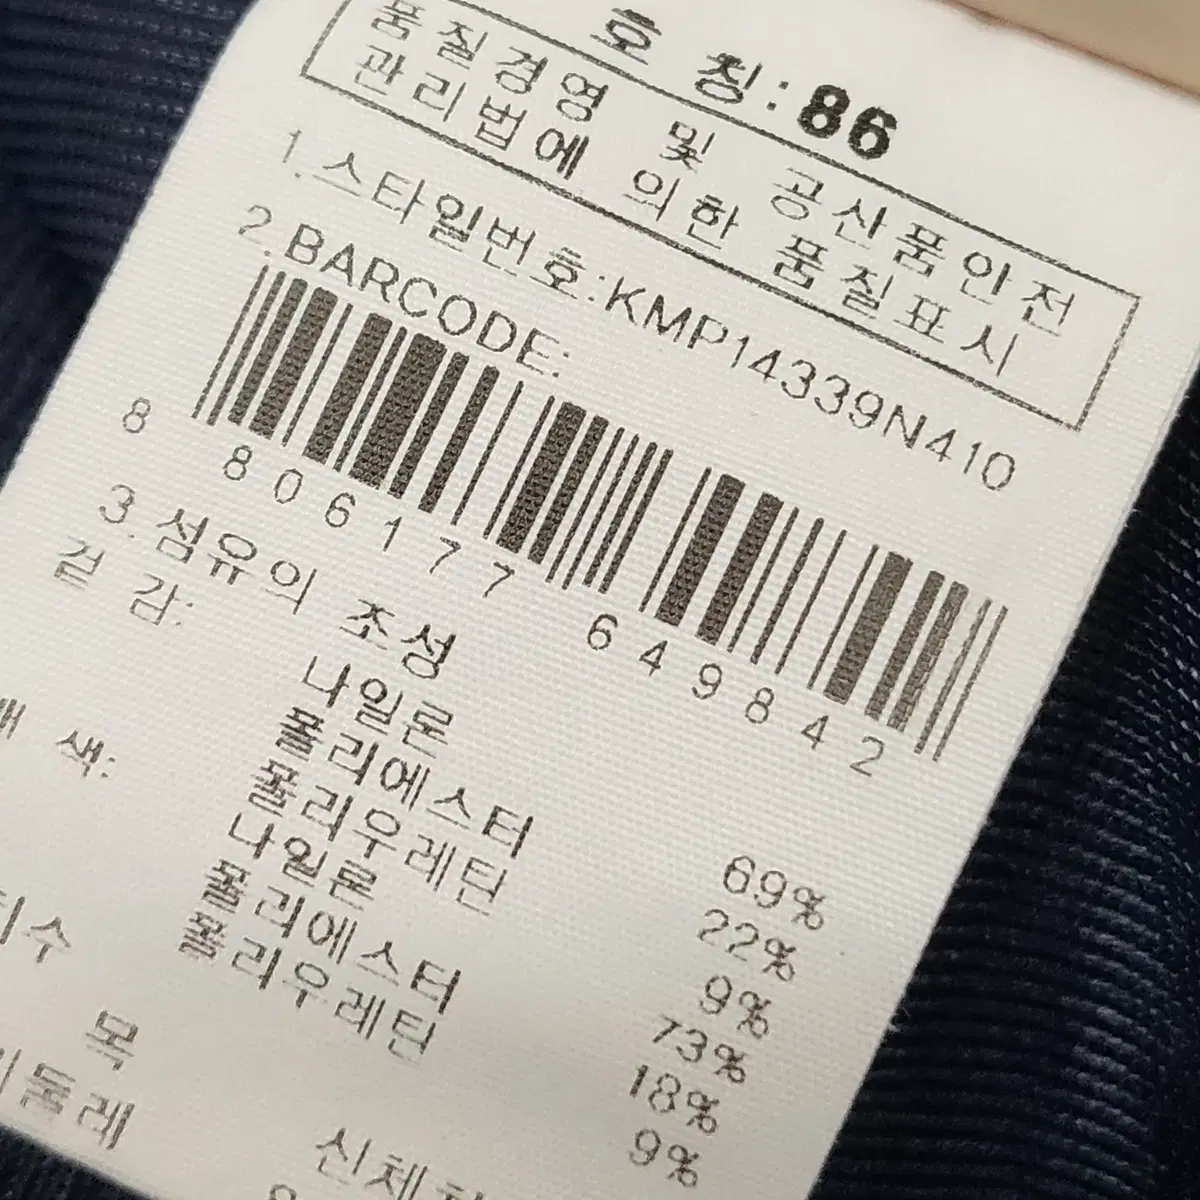 호 칭:86
품질경영 및 공산품안전
관리법에 의한 품질표시
1.스타일번호:KMP14339N410
2.BARCODE:
8 806177 649842
3.섬유의 조성
겉 감:
나일론 69%
폴리에스터 22%
폴리우레탄 9%
배 색:
나일론 73%
폴리에스터 18%
폴리우레탄 9%
치수
목
신체
둘레